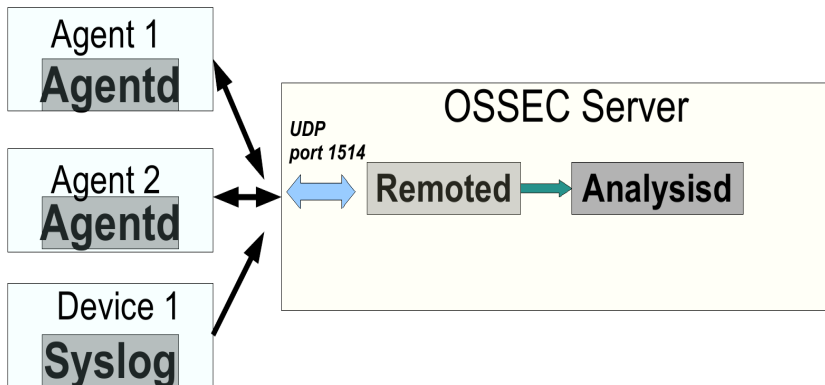 Agent 1
Agentd
Agent 2
Agentd
Device 1
Syslog
OSSEC Server
UDP
port 1514
Remoted
Analysisd